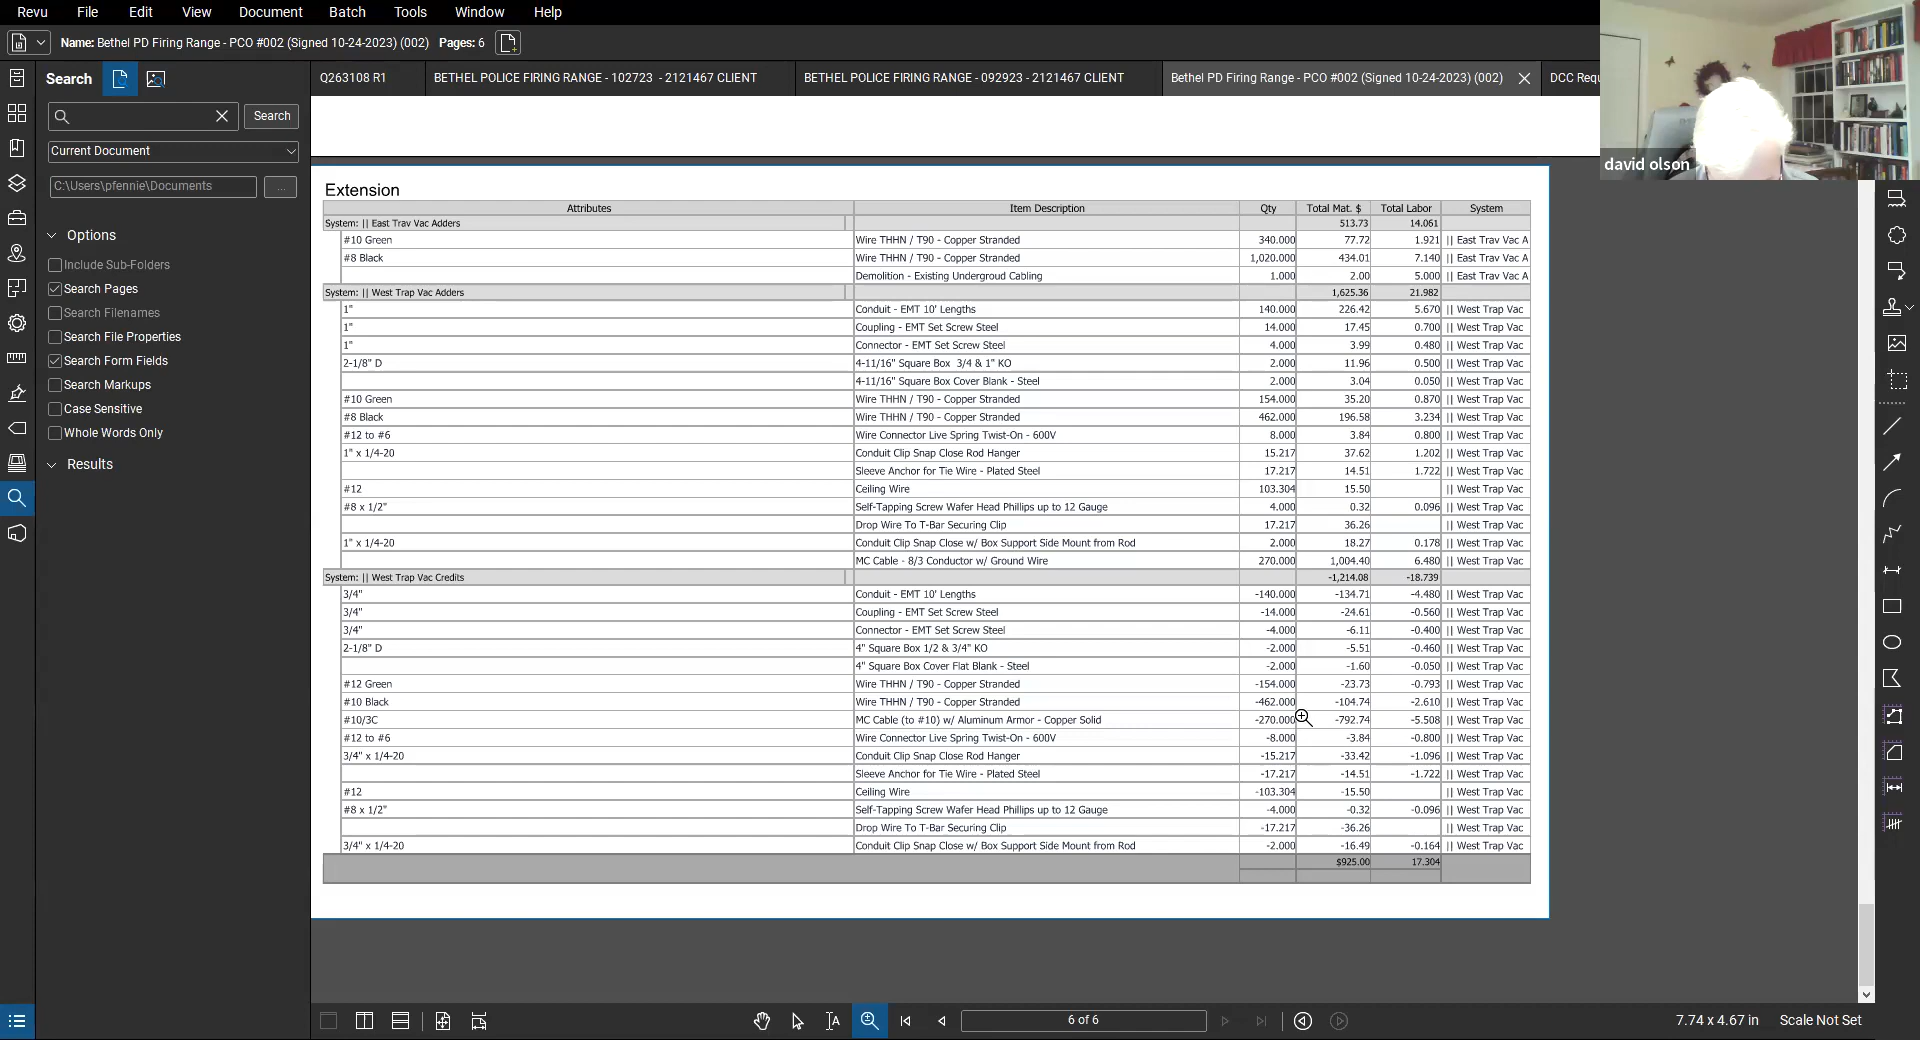 Revu File Edit View Document Batch Tools Window Help
Name: Bethel PD Firing Range - PCO #002 (Signed 10-24-2023) (002) Pages: 6
Search
Q263108 R1
BETHEL POLICE FIRING RANGE - 102723 - 2121467 CLIENT
BETHEL POLICE FIRING RANGE - 092923 - 2121467 CLIENT
Bethel PD Firing Range - PCO #002 (Signed 10-24-2023) (002)
DCC Requ
Search
Current Document
C:\Users\pfennie\Documents
...
Options
Include Sub-Folders
Search Pages
Search Filenames
Search File Properties
Search Form Fields
Search Markups
Case Sensitive
Whole Words Only
Results
david olson
Extension
Attributes Item Description Qty Total Mat. $ Total Labor System
System: || East Trav Vac Adders 513.73 14.061
#10 Green Wire THHN / T90 - Copper Stranded 340.000 77.72 1.921 || East Trav Vac A
#8 Black Wire THHN / T90 - Copper Stranded 1,020.000 434.01 7.140 || East Trav Vac A
Demolition - Existing Undergroud Cabling 1.000 2.00 5.000 || East Trav Vac A
System: || West Trap Vac Adders 1,625.36 21.982
1" Conduit - EMT 10' Lengths 140.000 226.42 5.670 || West Trap Vac
1" Coupling - EMT Set Screw Steel 14.000 17.45 0.700 || West Trap Vac
1" Connector - EMT Set Screw Steel 4.000 3.99 0.480 || West Trap Vac
2-1/8" D 4-11/16" Square Box 3/4 & 1" KO 2.000 11.96 0.500 || West Trap Vac
4-11/16" Square Box Cover Blank - Steel 2.000 3.04 0.050 || West Trap Vac
#10 Green Wire THHN / T90 - Copper Stranded 154.000 35.20 0.870 || West Trap Vac
#8 Black Wire THHN / T90 - Copper Stranded 462.000 196.58 3.234 || West Trap Vac
#12 to #6 Wire Connector Live Spring Twist-On - 600V 8.000 3.84 0.800 || West Trap Vac
1" x 1/4-20 Conduit Clip Snap Close Rod Hanger 15.217 37.62 1.202 || West Trap Vac
Sleeve Anchor for Tie Wire - Plated Steel 17.217 14.51 1.722 || West Trap Vac
#12 Ceiling Wire 103.304 15.50 || West Trap Vac
#8 x 1/2" Self-Tapping Screw Wafer Head Phillips up to 12 Gauge 4.000 0.32 0.096 || West Trap Vac
Drop Wire To T-Bar Securing Clip 17.217 36.26 || West Trap Vac
1" x 1/4-20 Conduit Clip Snap Close w/ Box Support Side Mount from Rod 2.000 18.27 0.178 || West Trap Vac
MC Cable - 8/3 Conductor w/ Ground Wire 270.000 1,004.40 6.480 || West Trap Vac
System: || West Trap Vac Credits -1,214.08 -18.739
3/4" Conduit - EMT 10' Lengths -140.000 -134.71 -4.480 || West Trap Vac
3/4" Coupling - EMT Set Screw Steel -14.000 -24.61 -0.560 || West Trap Vac
3/4" Connector - EMT Set Screw Steel -4.000 -6.11 -0.400 || West Trap Vac
2-1/8" D 4" Square Box 1/2 & 3/4" KO -2.000 -5.51 -0.460 || West Trap Vac
4" Square Box Cover Flat Blank - Steel -2.000 -1.60 -0.050 || West Trap Vac
#12 Green Wire THHN / T90 - Copper Stranded -154.000 -23.73 -0.793 || West Trap Vac
#10 Black Wire THHN / T90 - Copper Stranded -462.000 -104.74 -2.610 || West Trap Vac
#10/3C MC Cable (to #10) w/ Aluminum Armor - Copper Solid -270.000 -792.74 -5.508 || West Trap Vac
#12 to #6 Wire Connector Live Spring Twist-On - 600V -8.000 -3.84 -0.800 || West Trap Vac
3/4" x 1/4-20 Conduit Clip Snap Close Rod Hanger -15.217 -33.42 -1.096 || West Trap Vac
Sleeve Anchor for Tie Wire - Plated Steel -17.217 -14.51 -1.722 || West Trap Vac
#12 Ceiling Wire -103.304 -15.50 || West Trap Vac
#8 x 1/2" Self-Tapping Screw Wafer Head Phillips up to 12 Gauge -4.000 -0.32 -0.096 || West Trap Vac
Drop Wire To T-Bar Securing Clip -17.217 -36.26 || West Trap Vac
3/4" x 1/4-20 Conduit Clip Snap Close w/ Box Support Side Mount from Rod -2.000 -16.49 -0.164 || West Trap Vac
$925.00 17.304
6 of 6
7.74 x 4.67 in Scale Not Set